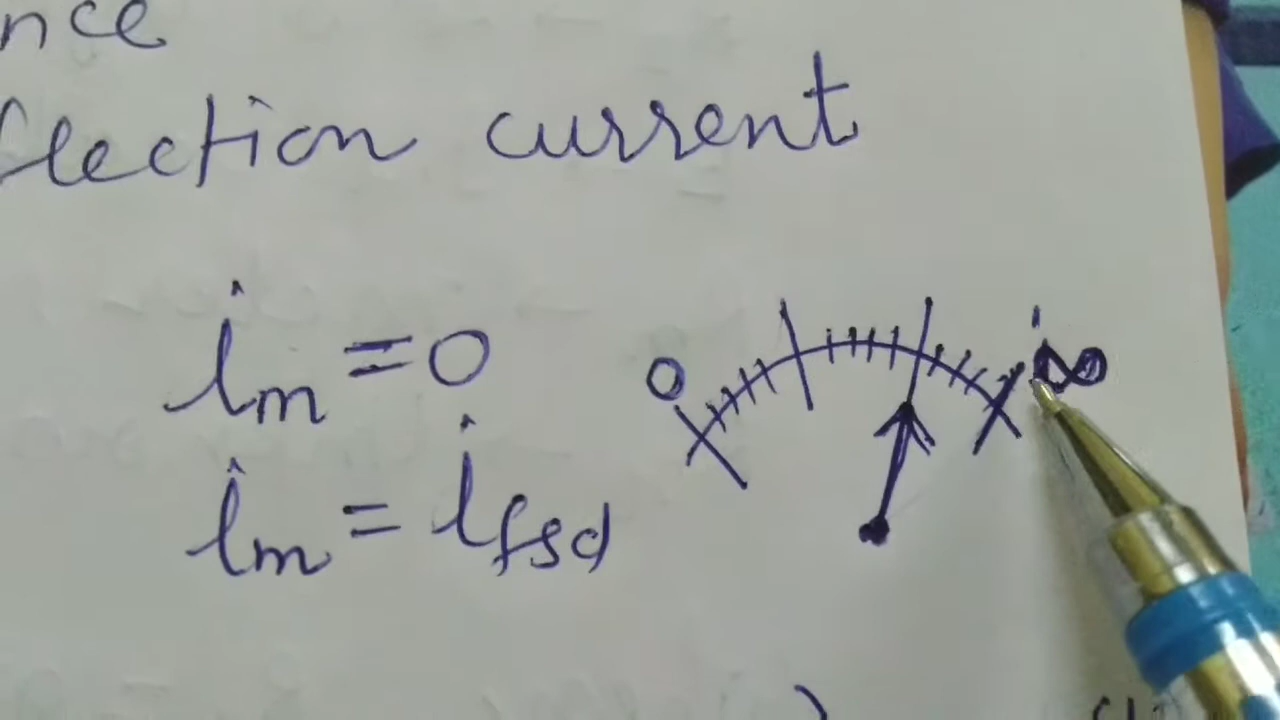 nce
flection current
im = 0
0 i∞
im = ifsd